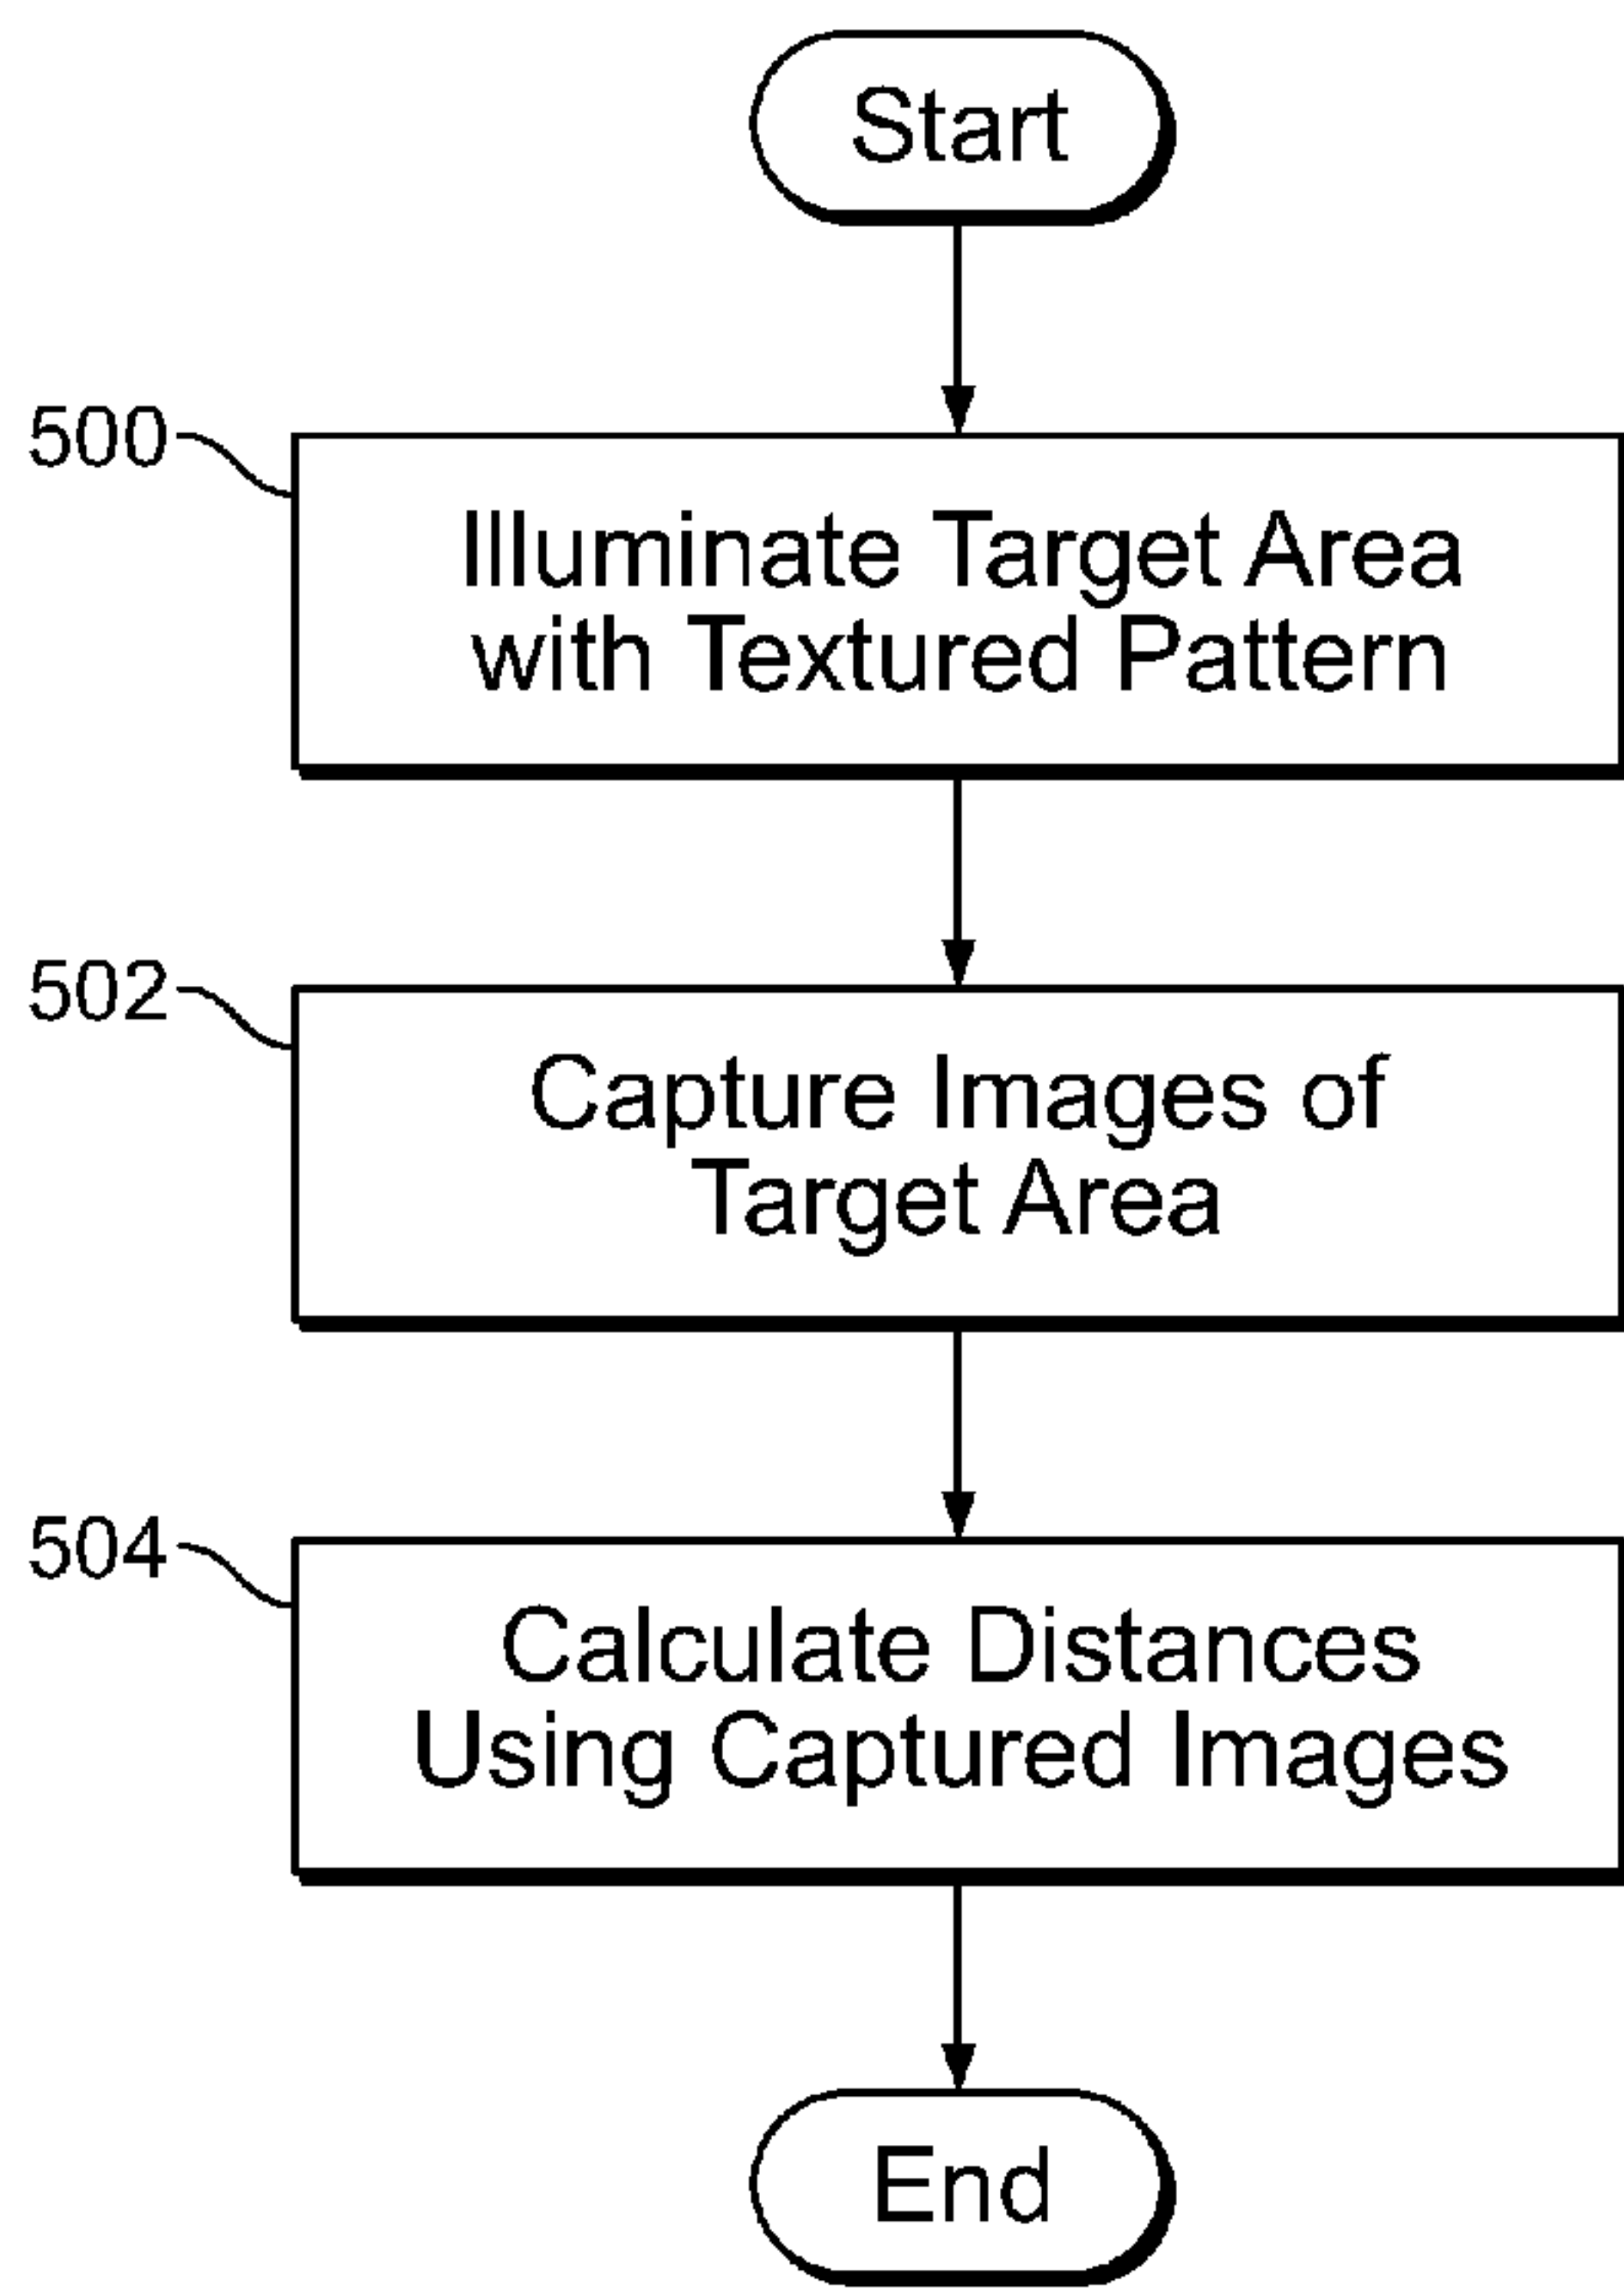 Start
500
Illuminate Target Area
with Textured Pattern
502
Capture Images of
Target Area
504
Calculate Distances
Using Captured Images
End